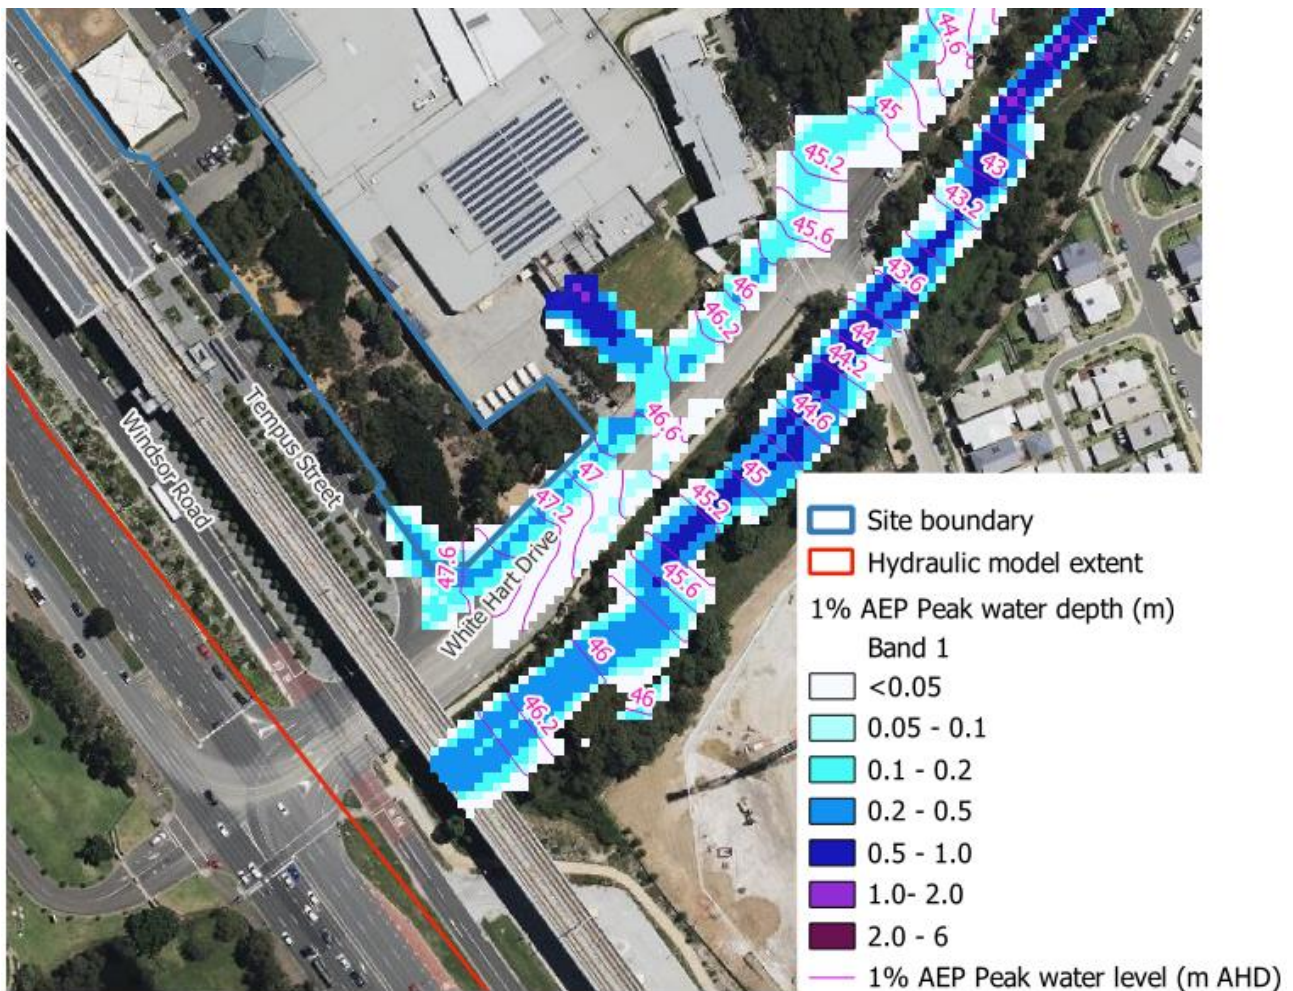 44.6
45
45.2
43
43.2
45.6
43.6
46
46.2
44
44.2
44.6
46.6
45
47
45.2
47.2
47.6
45.6
46
46
46.2
Tempus Street
Windsor Road
White Hart Drive
Site boundary
Hydraulic model extent
1% AEP Peak water depth (m)
Band 1
<0.05
0.05 - 0.1
0.1 - 0.2
0.2 - 0.5
0.5 - 1.0
1.0- 2.0
2.0 - 6
1% AEP Peak water level (m AHD)